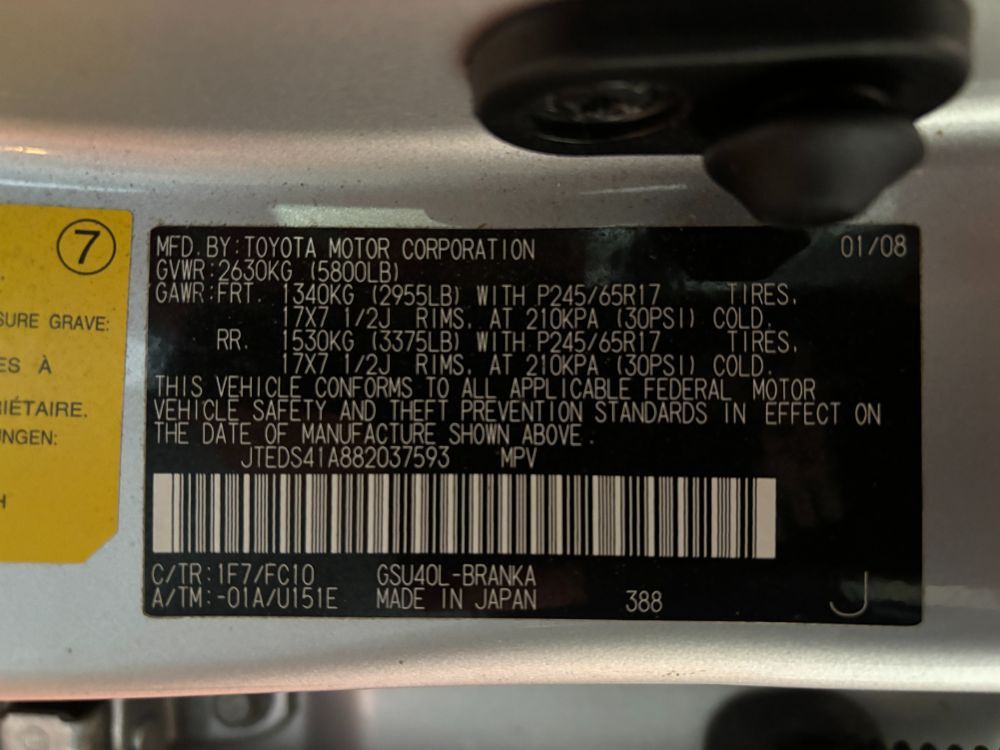 7
SURE GRAVE:
ES À
RIÉTAIRE.
UNGEN:
H
MFD. BY: TOYOTA MOTOR CORPORATION 01/08
GVWR: 2630KG (5800LB)
GAWR: FRT. 1340KG (2955LB) WITH P245/65R17 TIRES,
17X7 1/2J RIMS, AT 210KPA (30PSI) COLD.
RR. 1530KG (3375LB) WITH P245/65R17 TIRES,
17X7 1/2J RIMS, AT 210KPA (30PSI) COLD.
THIS VEHICLE CONFORMS TO ALL APPLICABLE FEDERAL MOTOR
VEHICLE SAFETY AND THEFT PREVENTION STANDARDS IN EFFECT ON
THE DATE OF MANUFACTURE SHOWN ABOVE.
JTEDS41A882037593 MPV
C/TR: 1F7/FC10 GSU40L-BRANKA
A/TM: -01A/U151E MADE IN JAPAN 388 J